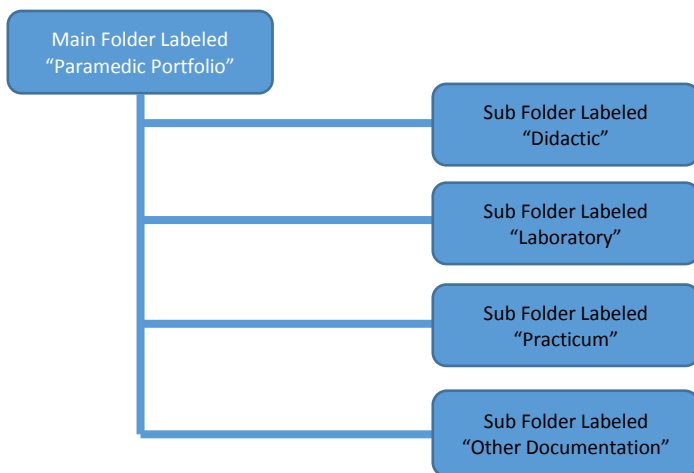 Main Folder Labeled
“Paramedic Portfolio”
Sub Folder Labeled
“Didactic”
Sub Folder Labeled
“Laboratory”
Sub Folder Labeled
“Practicum”
Sub Folder Labeled
“Other Documentation”